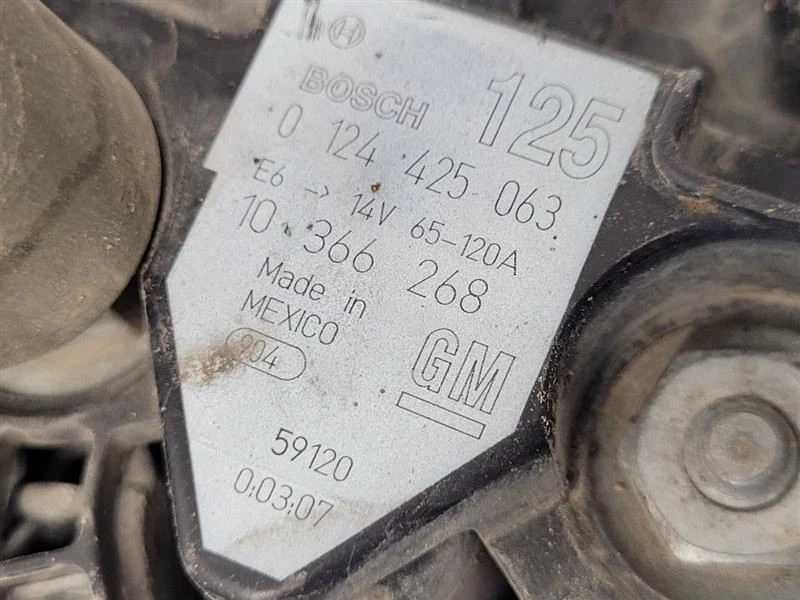 BOSCH 125
0 124 425 063
E6 → 14V 65-120A
10 366 268
Made in
MEXICO
904
GM
59120
0:03:07